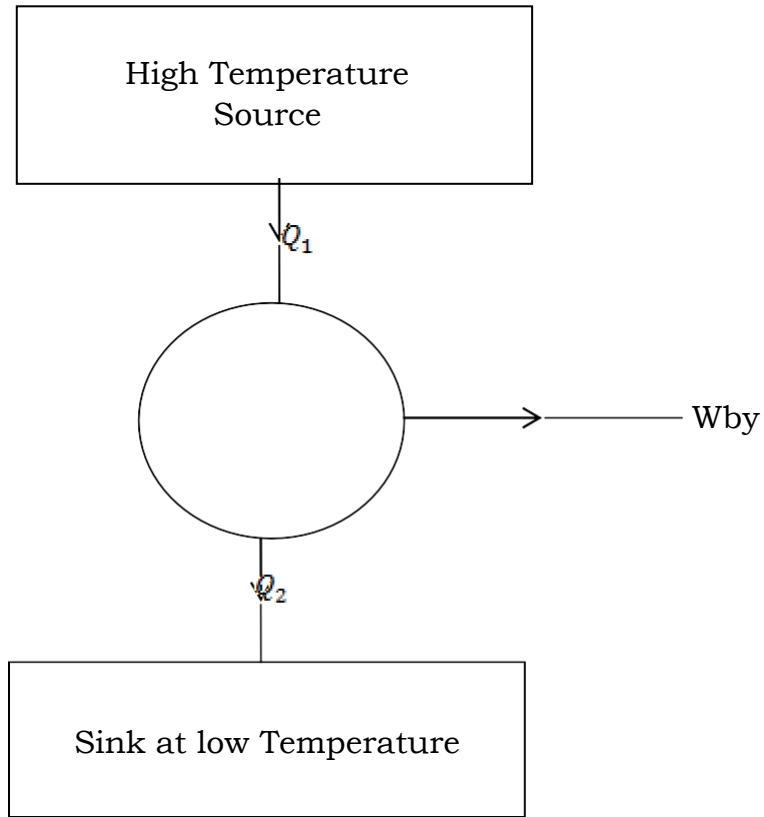 High Temperature
Source
Q₁
Wby
Q₂
Sink at low Temperature